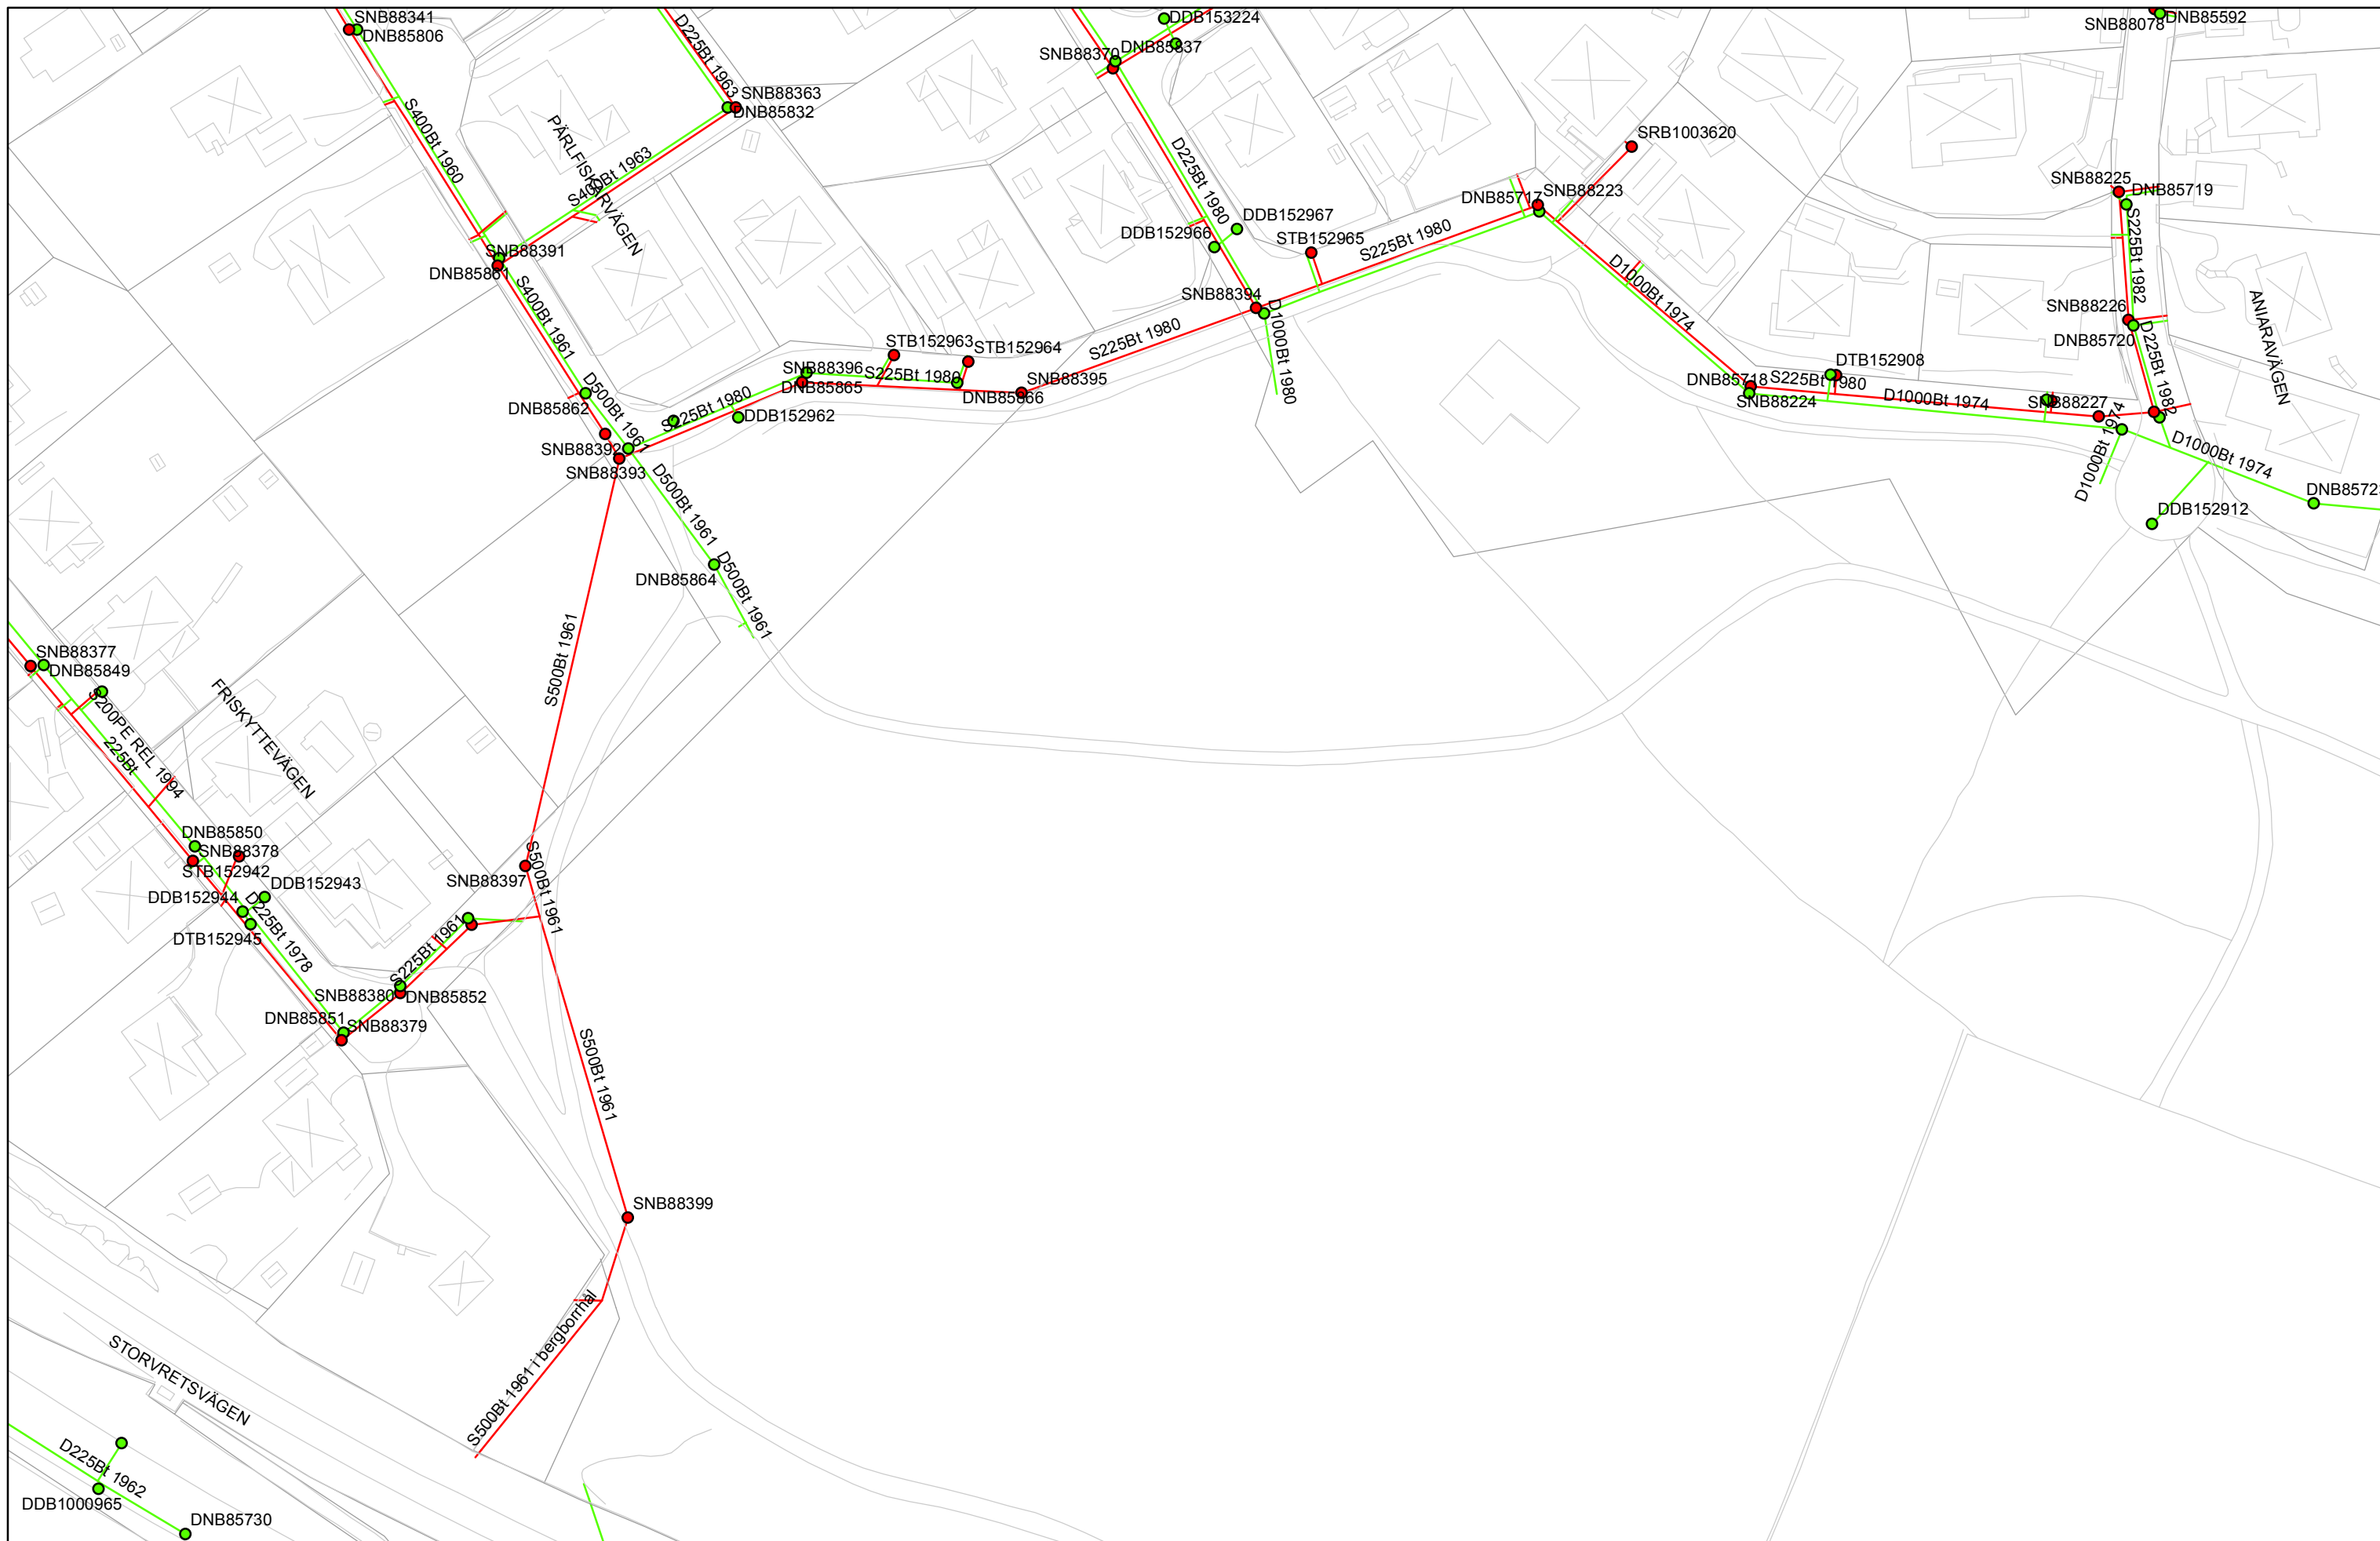 SNB88341
DNB85806
D225Bt 1963
DDB153224
SNB88370
DNB85837
SNB88078
DNB85592
S400Bt 1960
SNB88363
DNB85832
PÄRLFISKARVÄGEN
S400Bt 1963
D225Bt 1980
SRB1003620
SNB88225
DNB85719
DNB85717
SNB88223
S225Bt 1982
DDB152967
DDB152966
STB152965
S225Bt 1980
SNB88391
DNB85861
S400Bt 1961
D1000Bt 1974
SNB88394
D1000Bt 1980
SNB88226
DNB85720
D225Bt 1982
ANIARAVÄGEN
S225Bt 1980
STB152963
STB152964
SNB88396
S225Bt 1980
DNB85865
SNB88395
DNB85866
DTB152908
DNB85718
S225Bt 1980
SNB88224
D1000Bt 1974
SNB88227
D500Bt 1961
DNB85862
S225Bt 1980
DDB152962
SNB88392
SNB88393
D1000Bt 1974
D1000Bt 1974
D500Bt 1961
DNB8572
DDB152912
DNB85864
D500Bt 1961
S500Bt 1961
SNB88377
DNB85849
FRISKYTTEVÄGEN
S200PE REL 1994
225Bt
DNB85850
SNB88378
STB152942
DDB152943
DDB152944
D225Bt 1978
DTB152945
SNB88397
S500Bt 1961
S225Bt 1961
SNB88380
DNB85852
DNB85851
SNB88379
S500Bt 1961
SNB88399
S500Bt 1961 i bergborrhål
STORVRETSVÄGEN
D225Bt 1962
DDB1000965
DNB85730